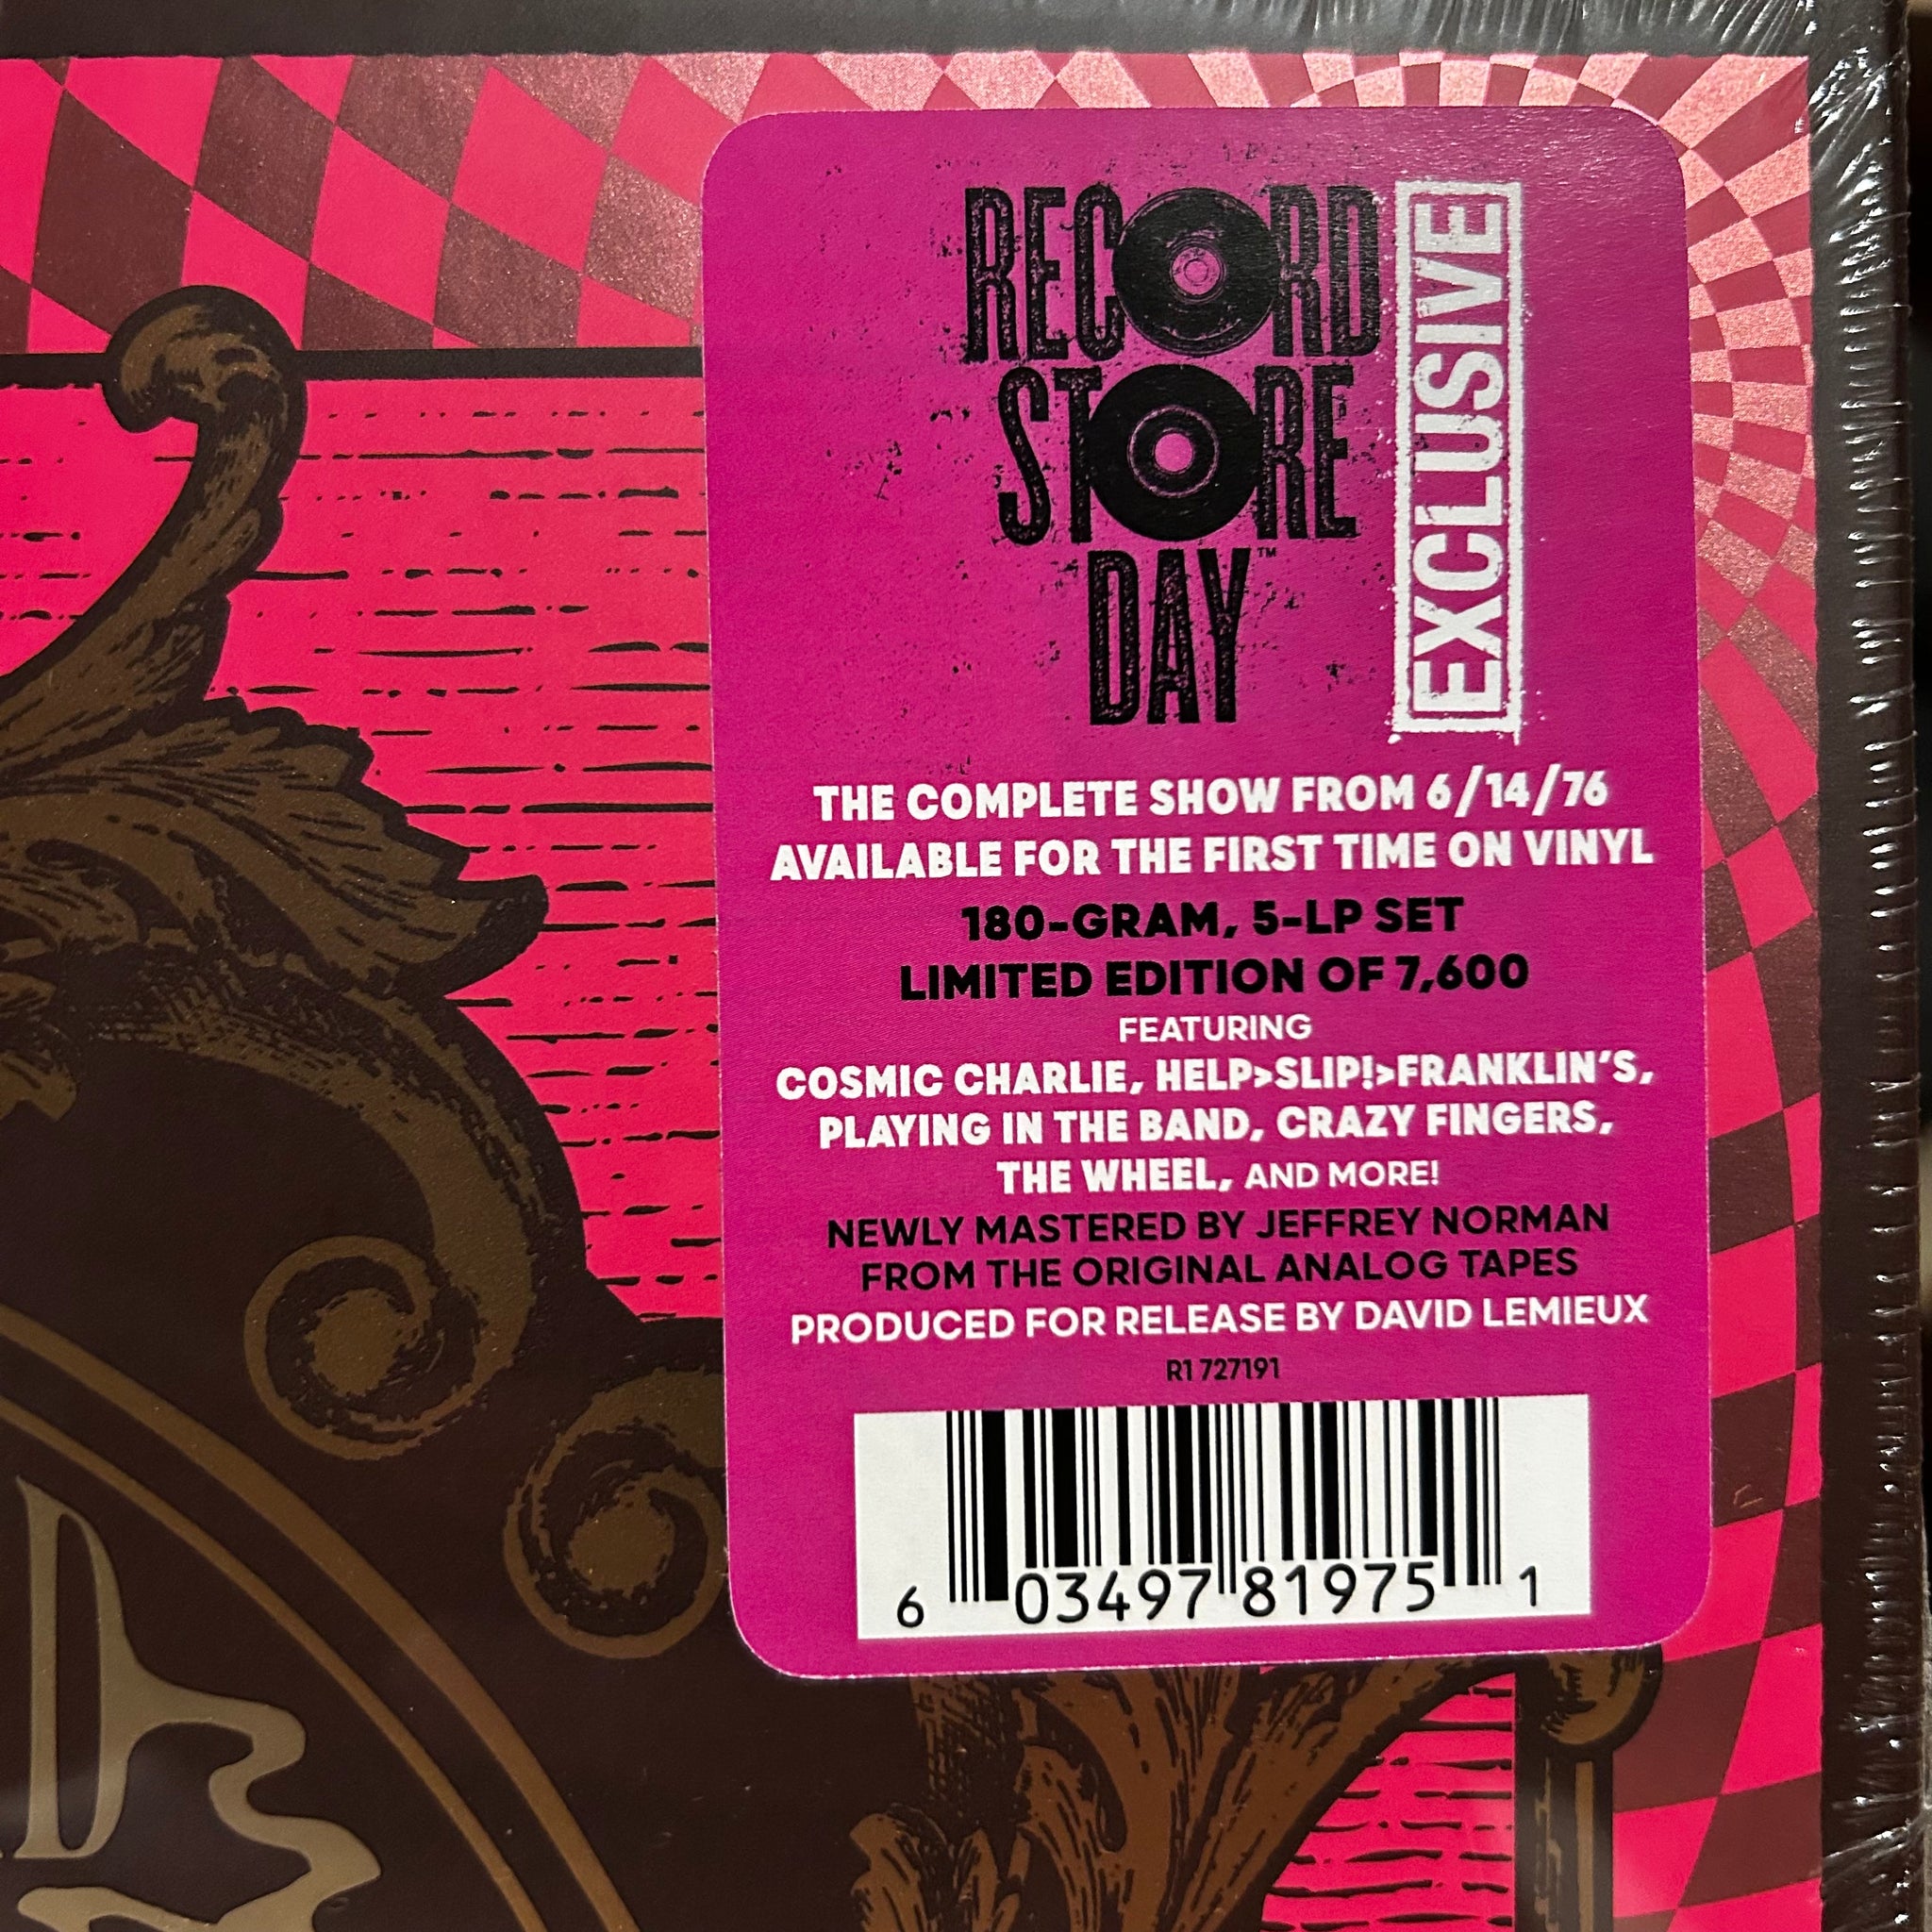 RECORD
STORE
DAY™
EXCLUSIVE
THE COMPLETE SHOW FROM 6/14/76
AVAILABLE FOR THE FIRST TIME ON VINYL
180-GRAM, 5-LP SET
LIMITED EDITION OF 7,600
FEATURING
COSMIC CHARLIE, HELP>SLIP!>FRANKLIN'S,
PLAYING IN THE BAND, CRAZY FINGERS,
THE WHEEL, AND MORE!
NEWLY MASTERED BY JEFFREY NORMAN
FROM THE ORIGINAL ANALOG TAPES
PRODUCED FOR RELEASE BY DAVID LEMIEUX
R1 727191
6 03497 81975 1